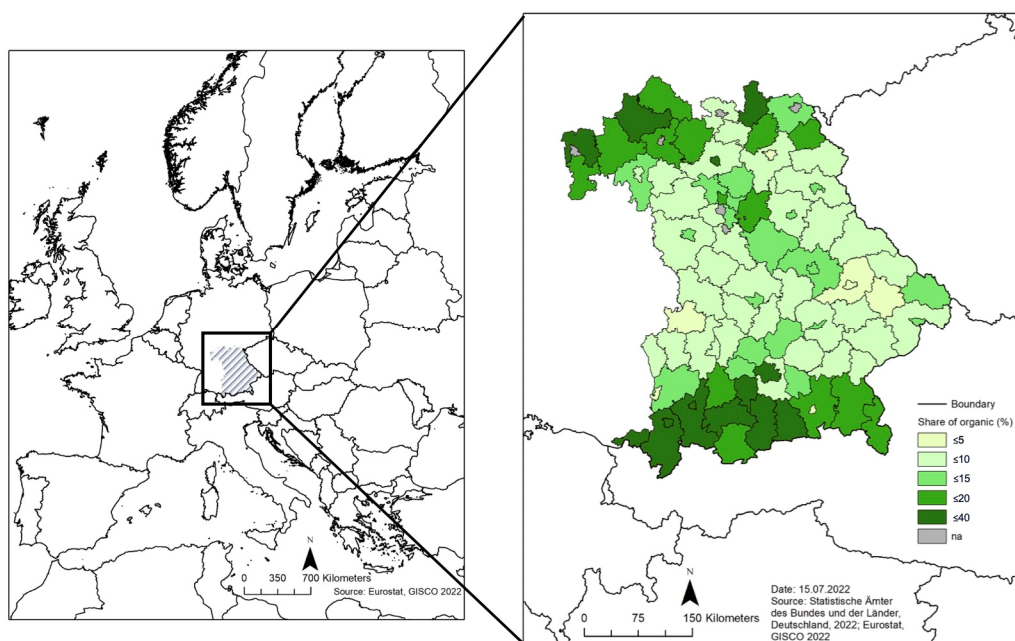 N
0 350 700 Kilometers
Source: Eurostat, GISCO 2022
Boundary
Share of organic (%)
≤5
≤10
≤15
≤20
≤40
na
N
0 75 150 Kilometers
Date: 15.07.2022
Source: Statistische Ämter
des Bundes und der Länder,
Deutschland, 2022; Eurostat,
GISCO 2022